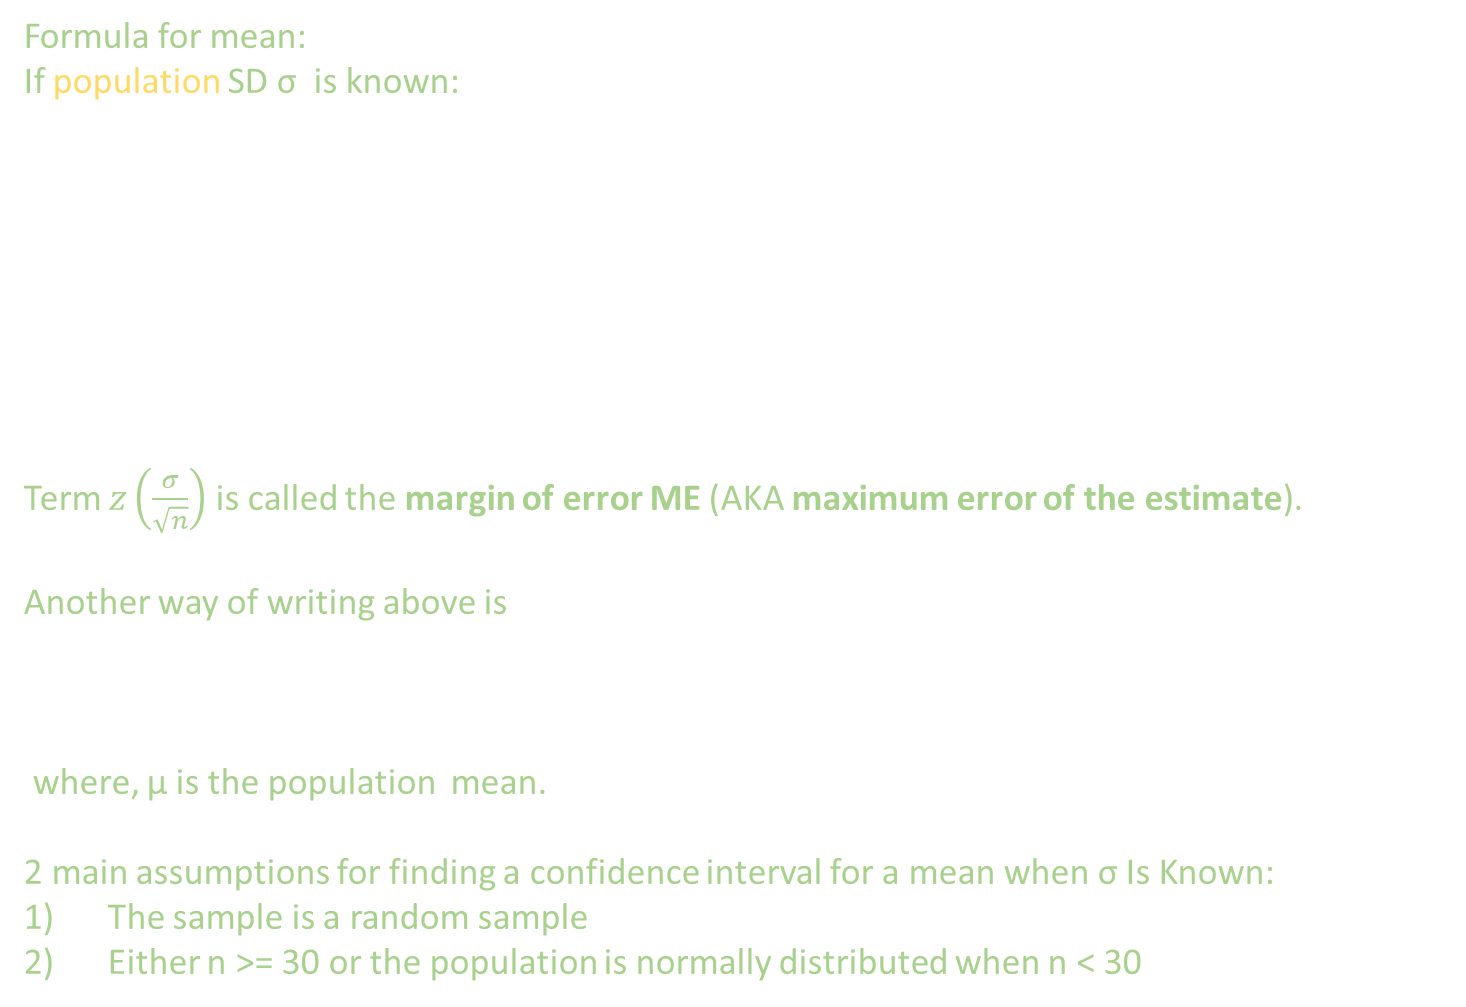 Formula for mean:
If population SD σ is known:
Term z (σ/√n) is called the margin of error ME (AKA maximum error of the estimate).
Another way of writing above is
where, µ is the population mean.
2 main assumptions for finding a confidence interval for a mean when σ Is Known:
1) The sample is a random sample
2) Either n >= 30 or the population is normally distributed when n < 30